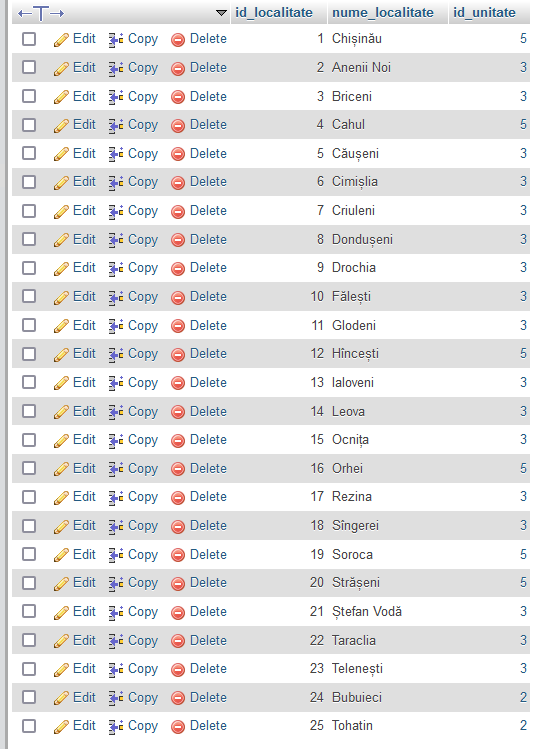 ←T→ id_localitate nume_localitate id_unitate
Edit Copy Delete 1 Chișinău 5
Edit Copy Delete 2 Anenii Noi 3
Edit Copy Delete 3 Briceni 3
Edit Copy Delete 4 Cahul 5
Edit Copy Delete 5 Căușeni 3
Edit Copy Delete 6 Cimișlia 3
Edit Copy Delete 7 Criuleni 3
Edit Copy Delete 8 Dondușeni 3
Edit Copy Delete 9 Drochia 3
Edit Copy Delete 10 Fălești 3
Edit Copy Delete 11 Glodeni 3
Edit Copy Delete 12 Hîncești 5
Edit Copy Delete 13 Ialoveni 3
Edit Copy Delete 14 Leova 3
Edit Copy Delete 15 Ocnița 3
Edit Copy Delete 16 Orhei 5
Edit Copy Delete 17 Rezina 3
Edit Copy Delete 18 Sîngerei 3
Edit Copy Delete 19 Soroca 5
Edit Copy Delete 20 Strășeni 5
Edit Copy Delete 21 Ștefan Vodă 3
Edit Copy Delete 22 Taraclia 3
Edit Copy Delete 23 Telenești 3
Edit Copy Delete 24 Bubuieci 2
Edit Copy Delete 25 Tohatin 2